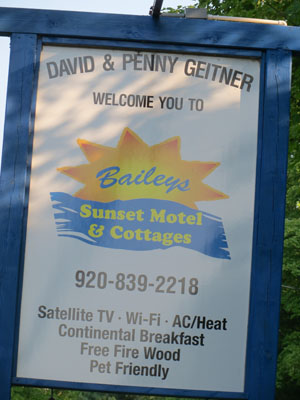 DAVID & PENNY GEITNER
WELCOME YOU TO
Baileys
Sunset Motel
& Cottages
920-839-2218
Satellite TV · Wi-Fi · AC/Heat
Continental Breakfast
Free Fire Wood
Pet Friendly